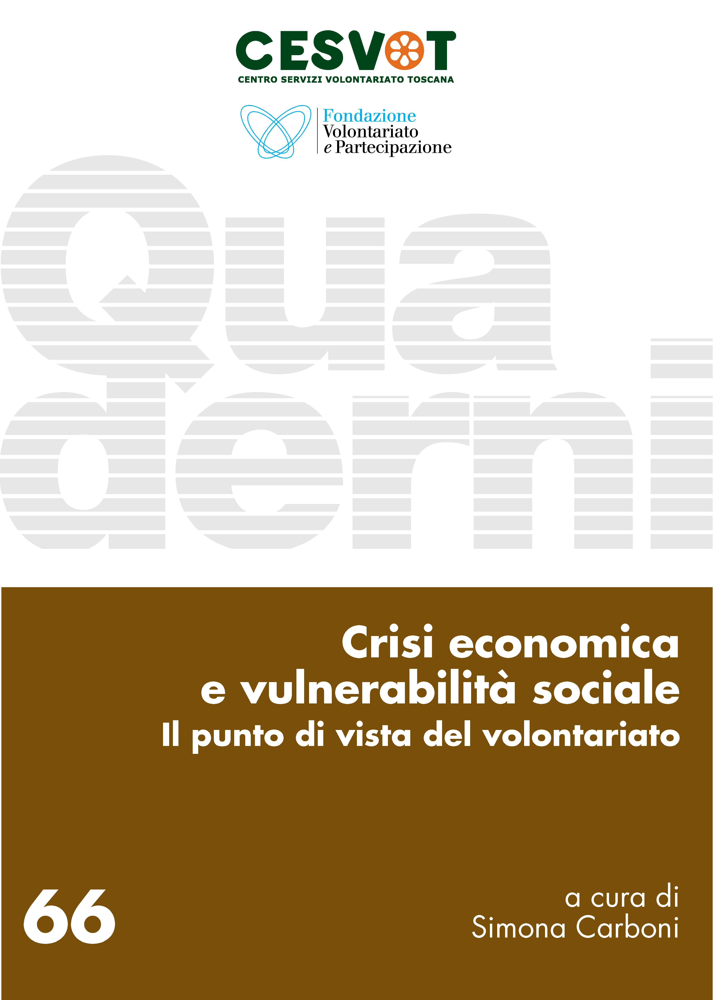 CESVOT
CENTRO SERVIZI VOLONTARIATO TOSCANA
Fondazione
Volontariato
e Partecipazione
Qua
derni
Crisi economica
e vulnerabilità sociale
Il punto di vista del volontariato
66
a cura di
Simona Carboni